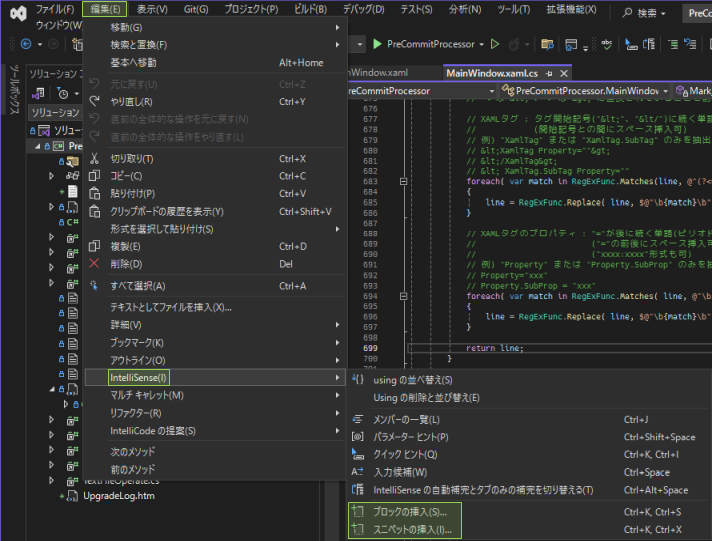 ファイル(F)
編集(E)
表示(V)
Git(G)
プロジェクト(P)
ビルド(B)
デバッグ(D)
テスト(S)
分析(N)
ツール(T)
拡張機能(X)
検索
PreCo
ウィンドウ(W)
PreCommitProcessor
ツールボックス
ソリューション エ
ソリューション
ソリュー
Pre
C#
TextFileOperate.cs
UpgradeLog.htm
移動(G)
検索と置換(F)
基本へ移動 Alt+Home
元に戻す(U) Ctrl+Z
やり直し(R) Ctrl+Y
直前の全体的な操作を元に戻す(N)
直前の全体的な操作をやり直し(L)
切り取り(T) Ctrl+X
コピー(C) Ctrl+C
貼り付け(P) Ctrl+V
クリップボードの履歴を表示(Y) Ctrl+Shift+V
形式を選択して貼り付け(S)
複製(E) Ctrl+D
削除(D) Del
すべて選択(A) Ctrl+A
テキストとしてファイルを挿入(X)...
詳細(V)
ブックマーク(K)
アウトライン(O)
IntelliSense(I)
マルチ キャレット(M)
リファクター(R)
IntelliCode の提案(S)
次のメソッド
前のメソッド
nWindow.xaml
MainWindow.xaml.cs
reCommitProcessor
PreCommitProcessor.MainWindow
Mark
675
676
677 // XAMLタグ : タグ開始記号("&lt;"、"&lt;/")に続く単語
678 // (開始記号との間にスペース挿入可)
679 // 例) "XamlTag" または "XamlTag.SubTag" のみを抽出
680 // &lt;XamlTag Property=""&gt;
681 // &lt;/XamlTag&gt;
682 // &lt; XamlTag.SubTag Property=""
683 foreach( var match in RegExFunc.Matches(line, @"(?<
684 {
685 line = RegExFunc.Replace( line, $@"\b{match}\b"
686 }
687
688 // XAMLタグのプロパティ : "="が後に続く単語(ピリオド
689 // ("="の前後にスペース挿入可
690 // ("xxxx:xxxx"形式も可)
691 // 例) "Property" または "Property.SubProp" のみを抽
692 // Property="xxx"
693 // Property.SubProp = "xxx"
694 foreach( var match in RegExFunc.Matches( line, @"\b
695 {
696 line = RegExFunc.Replace( line, $@"\b{match}\b"
697 }
698
699 return line;
700 }
using の並べ替え(S)
Using の削除と並び替え(E)
メンバーの一覧(L) Ctrl+J
パラメーター ヒント(P) Ctrl+Shift+Space
クイック ヒント(Q) Ctrl+K, Ctrl+I
入力候補(W) Ctrl+Space
IntelliSense の自動補完とタブのみの補完を切り替える(T) Ctrl+Alt+Space
ブロックの挿入(S)... Ctrl+K, Ctrl+S
スニペットの挿入(I)... Ctrl+K, Ctrl+X